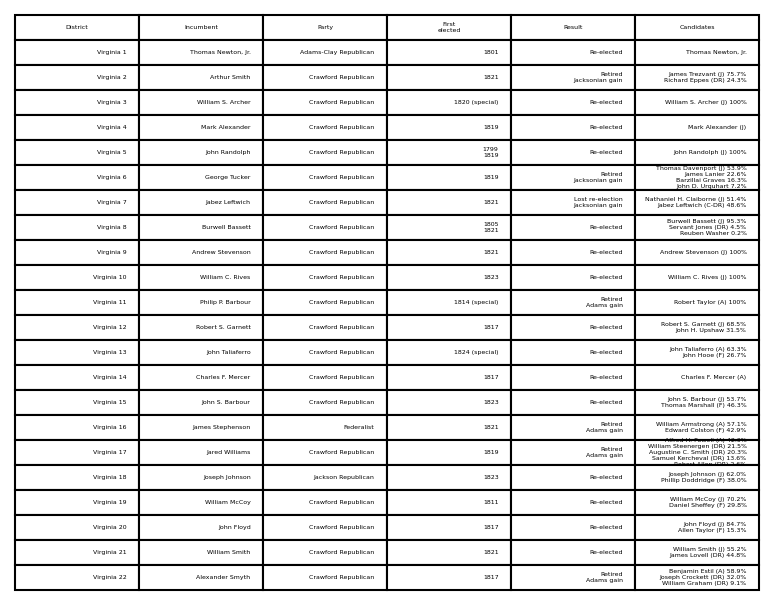 District Incumbent Party First elected Result Candidates
Virginia 1 Thomas Newton, Jr. Adams-Clay Republican 1801 Re-elected Thomas Newton, Jr.
Virginia 2 Arthur Smith Crawford Republican 1821 Retired Jacksonian gain James Trezvant (J) 75.7% Richard Eppes (DR) 24.3%
Virginia 3 William S. Archer Crawford Republican 1820 (special) Re-elected William S. Archer (J) 100%
Virginia 4 Mark Alexander Crawford Republican 1819 Re-elected Mark Alexander (J)
Virginia 5 John Randolph Crawford Republican 1799 1819 Re-elected John Randolph (J) 100%
Virginia 6 George Tucker Crawford Republican 1819 Retired Jacksonian gain Thomas Davenport (J) 53.9% James Lanier 22.6% Barzillai Graves 16.3% John D. Urquhart 7.2%
Virginia 7 Jabez Leftwich Crawford Republican 1821 Lost re-election Jacksonian gain Nathaniel H. Claiborne (J) 51.4% Jabez Leftwich (C-DR) 48.6%
Virginia 8 Burwell Bassett Crawford Republican 1805 1821 Re-elected Burwell Bassett (J) 95.3% Servant Jones (DR) 4.5% Reuben Washer 0.2%
Virginia 9 Andrew Stevenson Crawford Republican 1821 Re-elected Andrew Stevenson (J) 100%
Virginia 10 William C. Rives Crawford Republican 1823 Re-elected William C. Rives (J) 100%
Virginia 11 Philip P. Barbour Crawford Republican 1814 (special) Retired Adams gain Robert Taylor (A) 100%
Virginia 12 Robert S. Garnett Crawford Republican 1817 Re-elected Robert S. Garnett (J) 68.5% John H. Upshaw 31.5%
Virginia 13 John Taliaferro Crawford Republican 1824 (special) Re-elected John Taliaferro (A) 63.3% John Hooe (F) 26.7%
Virginia 14 Charles F. Mercer Crawford Republican 1817 Re-elected Charles F. Mercer (A)
Virginia 15 John S. Barbour Crawford Republican 1823 Re-elected John S. Barbour (J) 53.7% Thomas Marshall (F) 46.3%
Virginia 16 James Stephenson Federalist 1821 Retired Adams gain William Armstrong (A) 57.1% Edward Colston (F) 42.9%
Virginia 17 Jared Williams Crawford Republican 1819 Retired Adams gain William Steenergen (DR) 21.5% Augustine C. Smith (DR) 20.3% Samuel Kercheval (DR) 13.6%
Virginia 18 Joseph Johnson Jackson Republican 1823 Re-elected Joseph Johnson (J) 62.0% Phillip Doddridge (F) 38.0%
Virginia 19 William McCoy Crawford Republican 1811 Re-elected William McCoy (J) 70.2% Daniel Sheffey (F) 29.8%
Virginia 20 John Floyd Crawford Republican 1817 Re-elected John Floyd (J) 84.7% Allen Taylor (F) 15.3%
Virginia 21 William Smith Crawford Republican 1821 Re-elected William Smith (J) 55.2% James Lovell (DR) 44.8%
Virginia 22 Alexander Smyth Crawford Republican 1817 Retired Adams gain Benjamin Estil (A) 58.9% Joseph Crockett (DR) 32.0% William Graham (DR) 9.1%